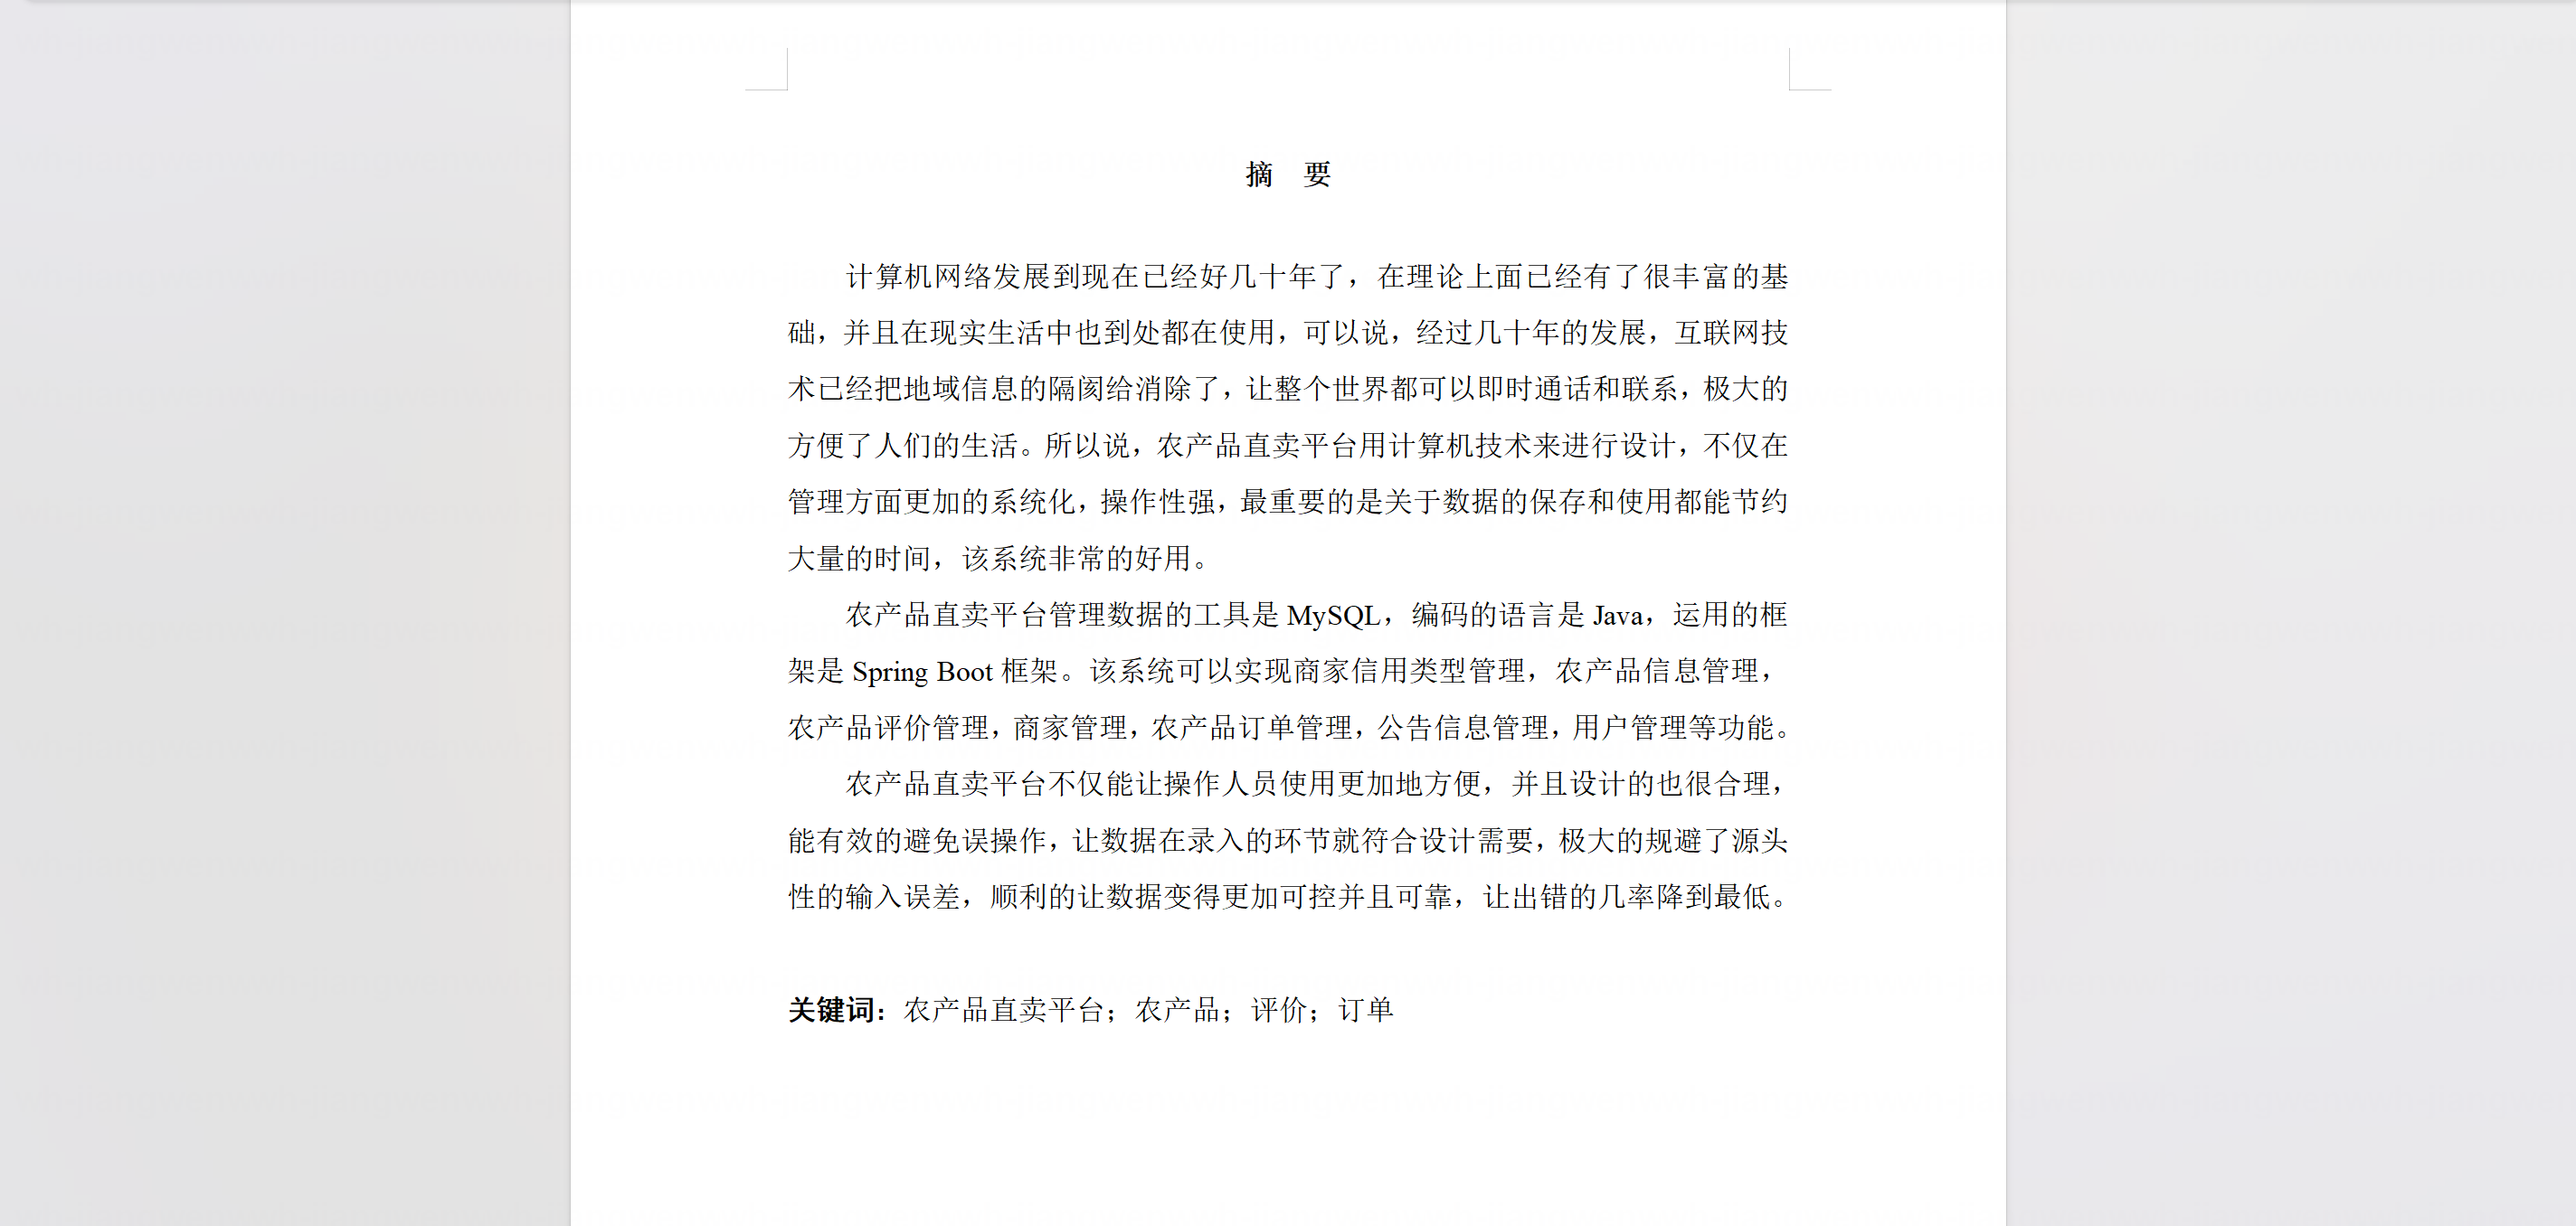 摘 要
计算机网络发展到现在已经好几十年了，在理论上面已经有了很丰富的基
础，并且在现实生活中也到处都在使用，可以说，经过几十年的发展，互联网技
术已经把地域信息的隔阂给消除了，让整个世界都可以即时通话和联系，极大的
方便了人们的生活。所以说，农产品直卖平台用计算机技术来进行设计，不仅在
管理方面更加的系统化，操作性强，最重要的是关于数据的保存和使用都能节约
大量的时间，该系统非常的好用。
农产品直卖平台管理数据的工具是 MySQL，编码的语言是 Java，运用的框
架是 Spring Boot 框架。该系统可以实现商家信用类型管理，农产品信息管理，
农产品评价管理，商家管理，农产品订单管理，公告信息管理，用户管理等功能。
农产品直卖平台不仅能让操作人员使用更加地方便，并且设计的也很合理，
能有效的避免误操作，让数据在录入的环节就符合设计需要，极大的规避了源头
性的输入误差，顺利的让数据变得更加可控并且可靠，让出错的几率降到最低。
关键词：农产品直卖平台；农产品；评价；订单